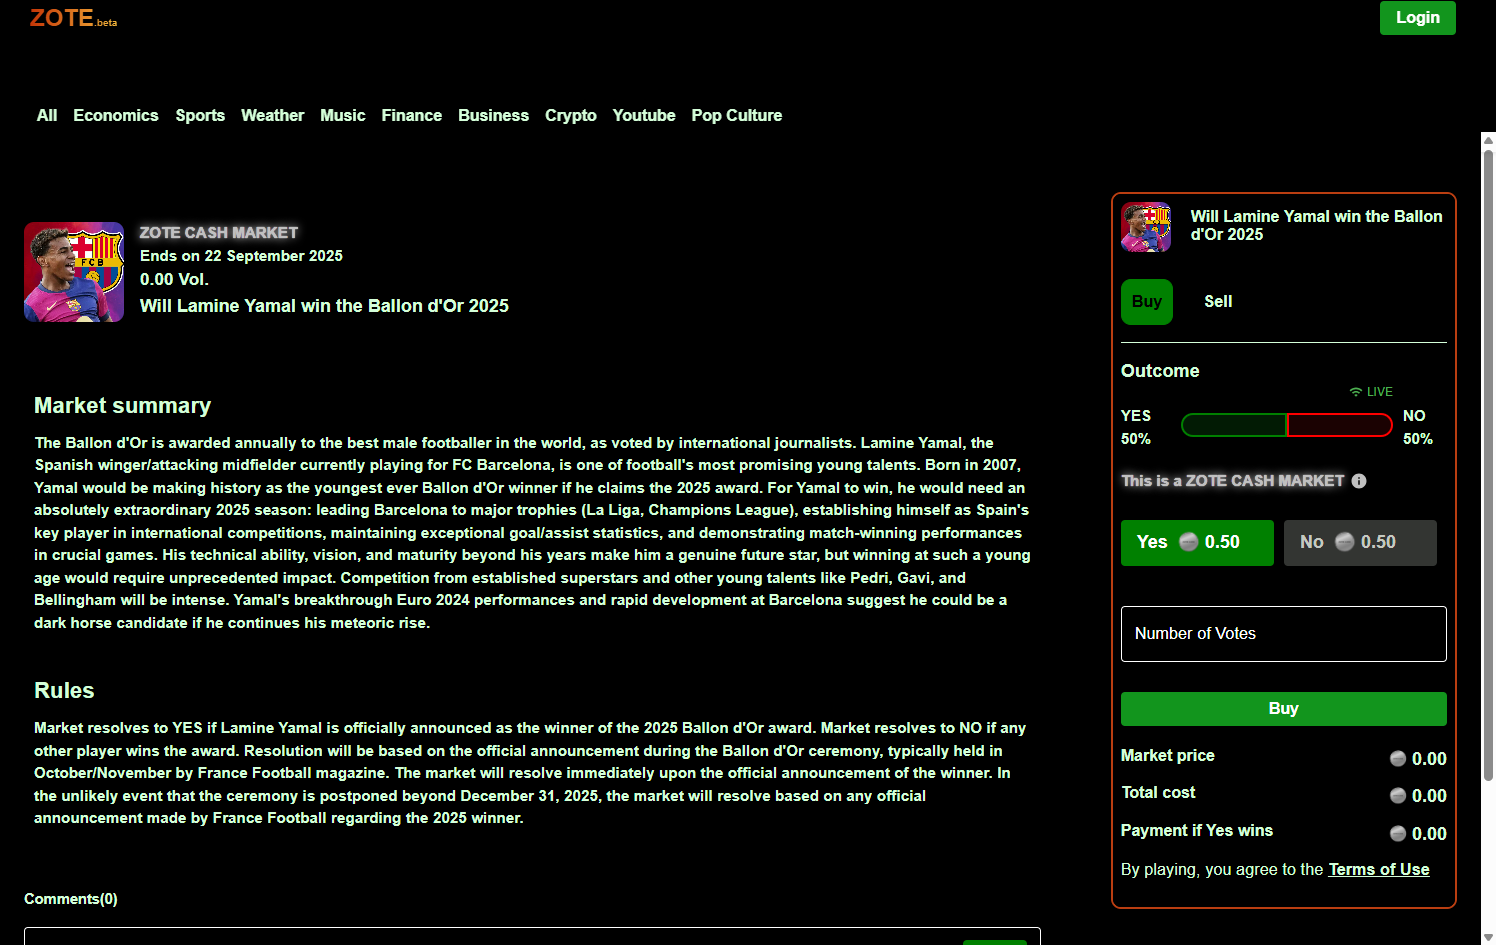 ZOTE.beta
Login
All Economics Sports Weather Music Finance Business Crypto Youtube Pop Culture
FCB
ZOTE CASH MARKET
Ends on 22 September 2025
0.00 Vol.
Will Lamine Yamal win the Ballon d'Or 2025
Market summary
The Ballon d'Or is awarded annually to the best male footballer in the world, as voted by international journalists. Lamine Yamal, the
Spanish winger/attacking midfielder currently playing for FC Barcelona, is one of football's most promising young talents. Born in 2007,
Yamal would be making history as the youngest ever Ballon d'Or winner if he claims the 2025 award. For Yamal to win, he would need an
absolutely extraordinary 2025 season: leading Barcelona to major trophies (La Liga, Champions League), establishing himself as Spain's
key player in international competitions, maintaining exceptional goal/assist statistics, and demonstrating match-winning performances
in crucial games. His technical ability, vision, and maturity beyond his years make him a genuine future star, but winning at such a young
age would require unprecedented impact. Competition from established superstars and other young talents like Pedri, Gavi, and
Bellingham will be intense. Yamal's breakthrough Euro 2024 performances and rapid development at Barcelona suggest he could be a
dark horse candidate if he continues his meteoric rise.
Rules
Market resolves to YES if Lamine Yamal is officially announced as the winner of the 2025 Ballon d'Or award. Market resolves to NO if any
other player wins the award. Resolution will be based on the official announcement during the Ballon d'Or ceremony, typically held in
October/November by France Football magazine. The market will resolve immediately upon the official announcement of the winner. In
the unlikely event that the ceremony is postponed beyond December 31, 2025, the market will resolve based on any official
announcement made by France Football regarding the 2025 winner.
Comments(0)
Will Lamine Yamal win the Ballon
d'Or 2025
Buy Sell
Outcome
LIVE
YES NO
50% 50%
This is a ZOTE CASH MARKET
Yes 0.50 No 0.50
Number of Votes
Buy
Market price 0.00
Total cost 0.00
Payment if Yes wins 0.00
By playing, you agree to the Terms of Use